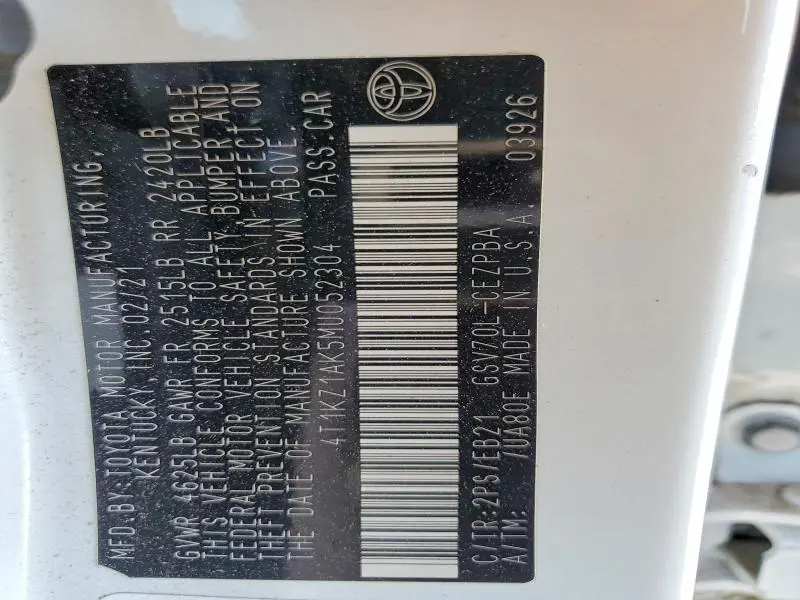 MFD.BY:TOYOTA MOTOR MANUFACTURING,
KENTUCKY, INC.02/21
GVWR 4625LB GAWR FR 2515LB RR 2420LB
THIS VEHICLE CONFORMS TO ALL APPLICABLE
FEDERAL MOTOR VEHICLE SAFETY, BUMPER,AND
THEFT PREVENTION STANDARDS IN EFFECT ON
THE DATE OF MANUFACTURE SHOWN ABOVE.
4T1KZ1AK5MU052304 PASS.CAR
C/TR:2PS/EB21 GSV70L-CEZPBA
A/TM: /UA80E MADE IN U.S.A. 03926